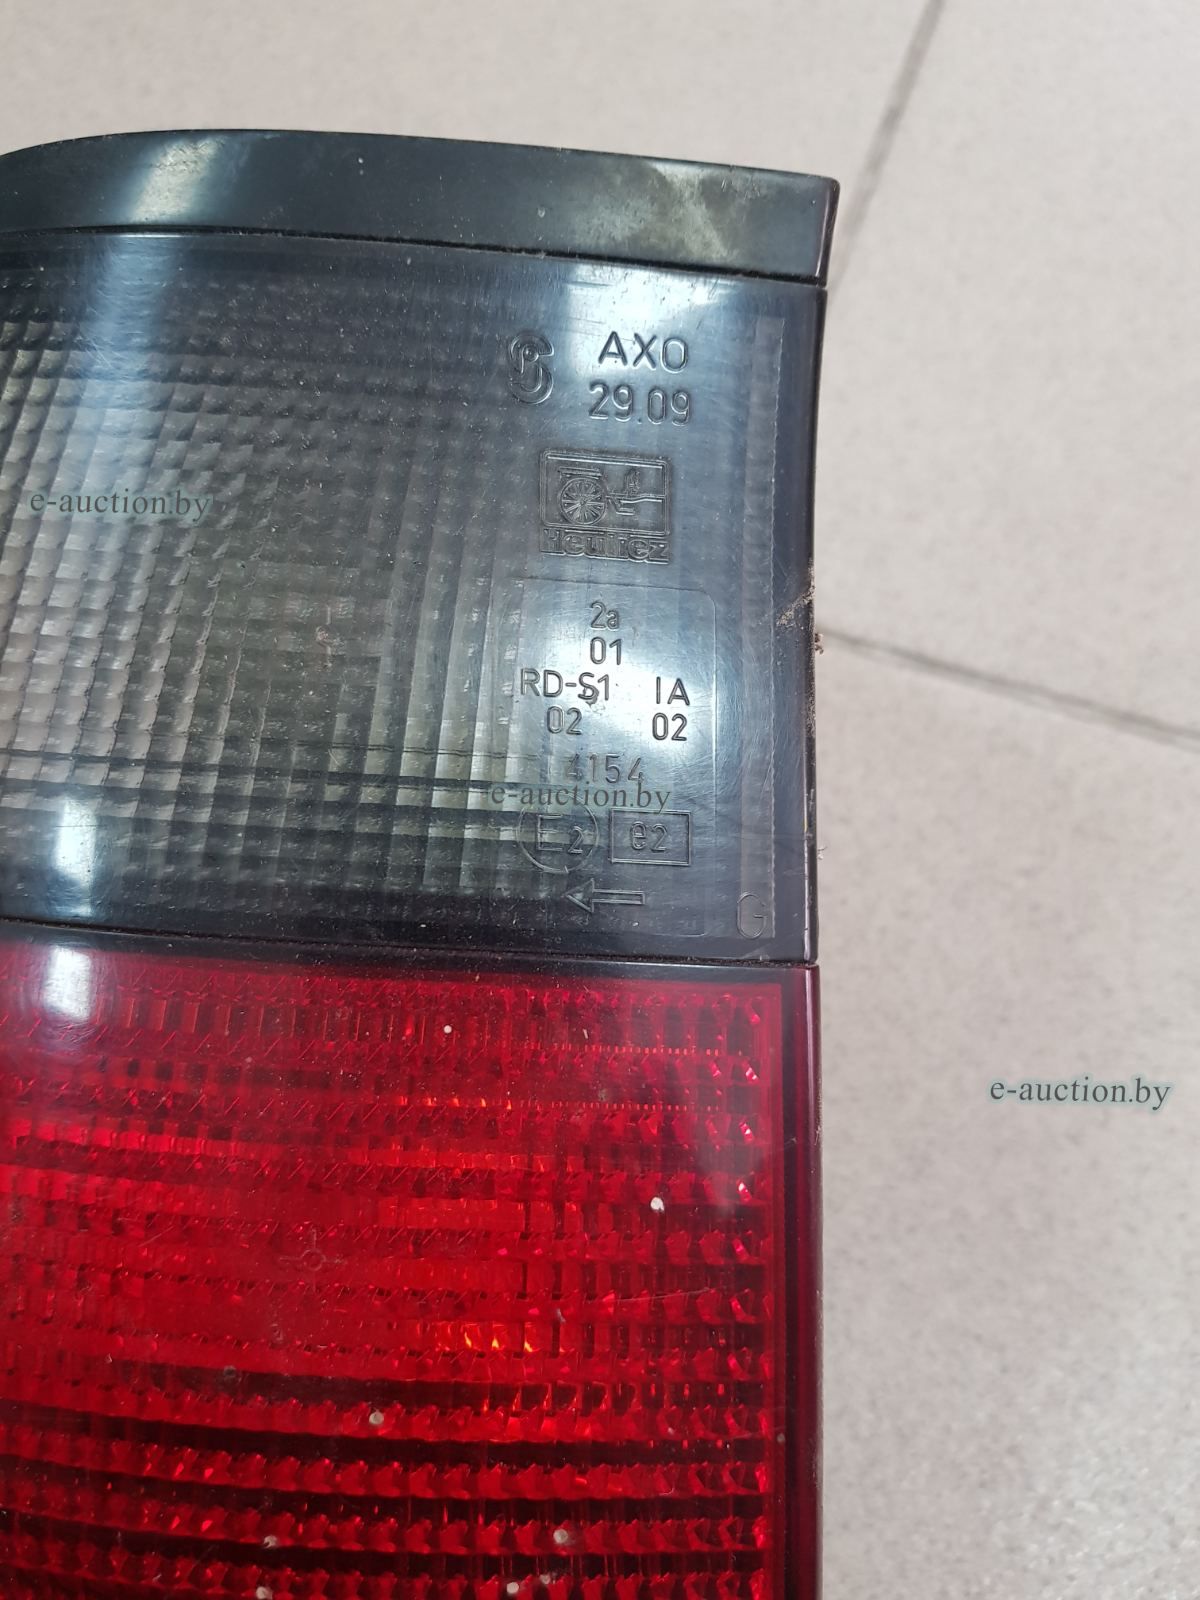 AXO
29.09
Heuliez
e-auction.by
2a
01
RD-S1 IA
02 02
4154
e-auction.by
E2 e2
G
e-auction.by